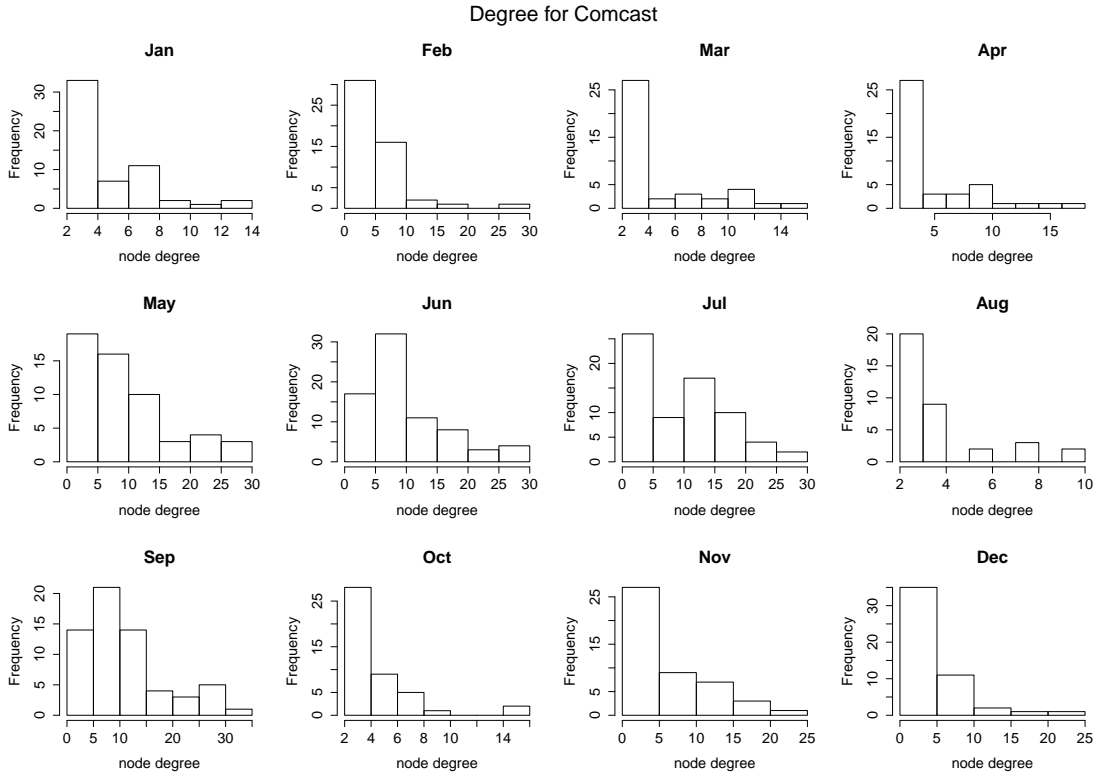 Degree for Comcast
Jan Feb Mar Apr
Frequency 0 10 20 30 Frequency 0 5 15 25 Frequency 0 5 15 25 Frequency 0 5 15 25
2 4 6 8 10 12 14 0 5 10 15 20 25 30 2 4 6 8 10 14 5 10 15
node degree node degree node degree node degree
May Jun Jul Aug
Frequency 0 5 10 15 Frequency 0 10 20 30 Frequency 0 5 10 20 Frequency 0 5 10 15 20
0 5 10 15 20 25 30 0 5 10 15 20 25 30 0 5 10 15 20 25 30 2 4 6 8 10
node degree node degree node degree node degree
Sep Oct Nov Dec
Frequency 0 5 10 15 20 Frequency 0 5 15 25 Frequency 0 5 15 25 Frequency 0 10 20 30
0 5 10 20 30 2 4 6 8 10 14 0 5 10 15 20 25 0 5 10 15 20 25
node degree node degree node degree node degree